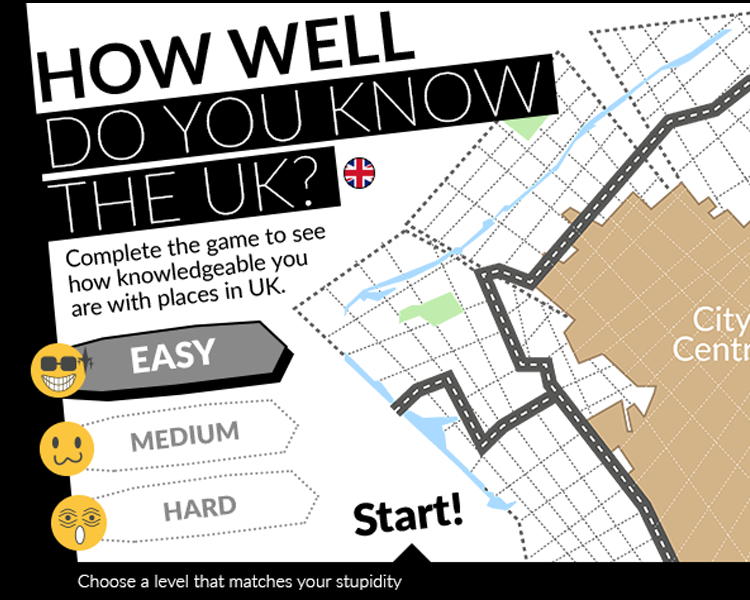 HOW WELL
DO YOU KNOW
THE UK?
Complete the game to see
how knowledgeable you
are with places in UK.
EASY
MEDIUM
HARD
City
Centr
Start!
Choose a level that matches your stupidity